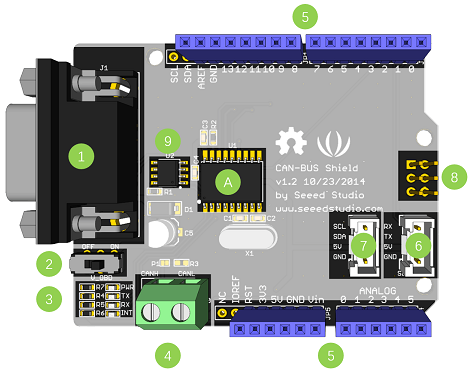 5
J1
SCL
SDA
AREF
GND
13
12
11
10
9
8
7
6
5
4
3
2
1
0
1
9
U2
C3
R2
U1
C4
A
CAN-BUS Shield
v1.2 10/23/2014
by Seeed Studio
www.seeedstudio.com
8
R1
D1
C1
C2
C5
X1
SCL
SDA
5V
GND
7
RX
TX
5V
GND
6
OFF
ON
2
V_OBD
P1
R3
CANH
CANL
3
R7
PWR
R4
TX
R5
RX
R6
INT
4
NC
IOREF
RST
3V3
5V
GND
Vin
ANALOG
0
1
2
3
4
5
5